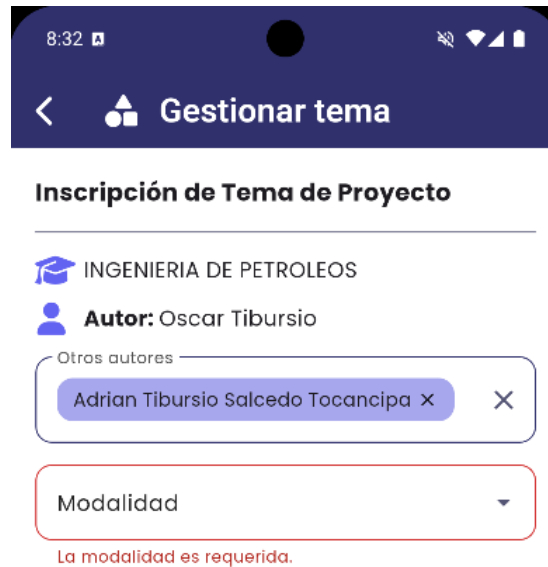 8:32
Gestionar tema
Inscripción de Tema de Proyecto
INGENIERIA DE PETROLEOS
Autor: Oscar Tibursio
Otros autores
Adrian Tibursio Salcedo Tocancipa ×
Modalidad
La modalidad es requerida.